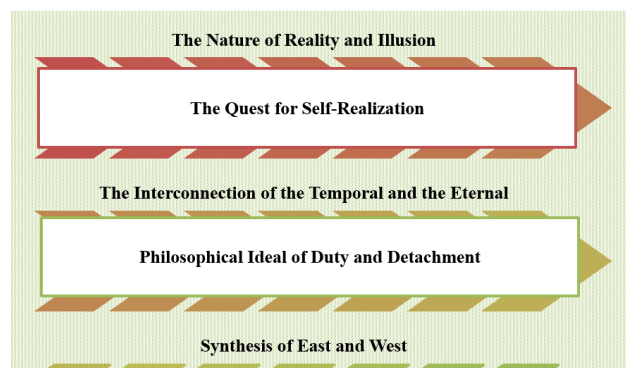 The Nature of Reality and Illusion
The Quest for Self-Realization
The Interconnection of the Temporal and the Eternal
Philosophical Ideal of Duty and Detachment
Synthesis of East and West